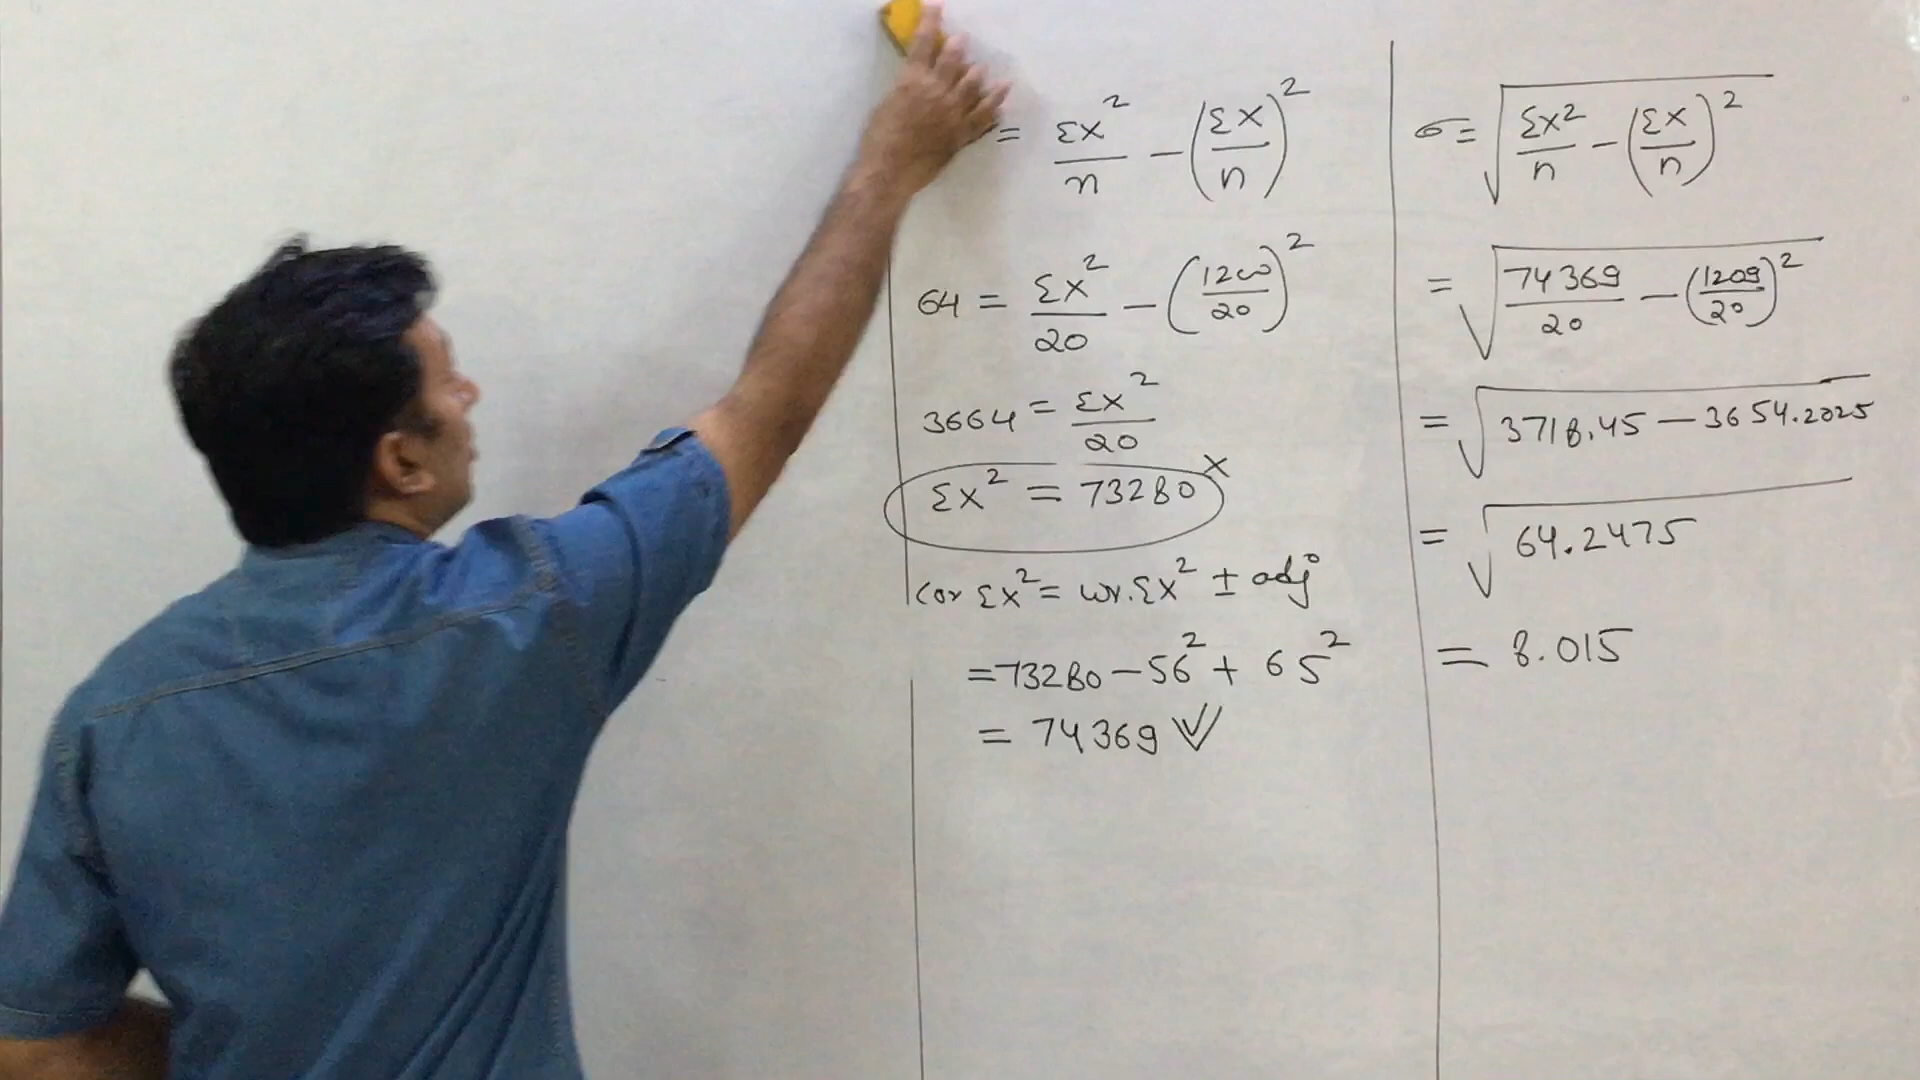 = Σx²/n − (Σx/n)²
64 = Σx²/20 − (1200/20)²
3664 = Σx²/20
Σx² = 73280 x
Cor Σx² = wr. Σx² ± adj
= 73280 − 56² + 65²
= 74369
σ = √(Σx²/n − (Σx/n)²)
= √(74369/20 − (1209/20)²)
= √(3718.45 − 3654.2025)
= √64.2475
= 8.015